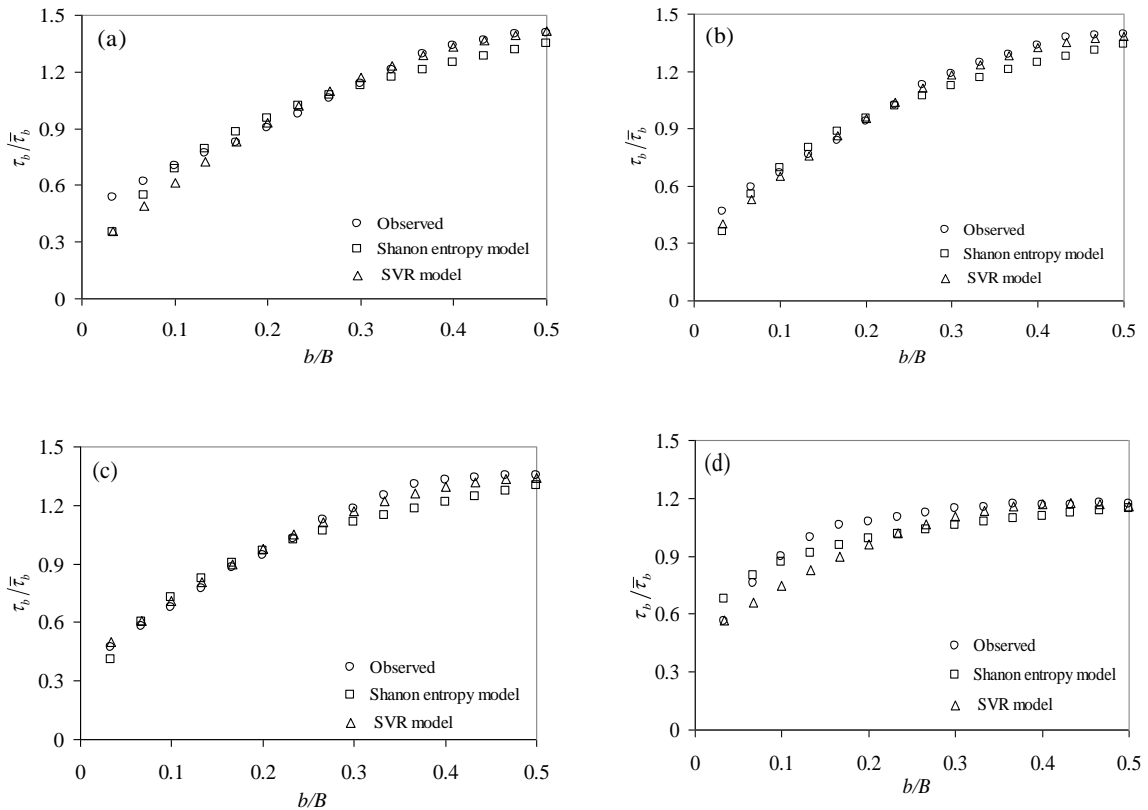 (a)
1.5
1.2
0.9
0.6
0.3
0
τb/τ̄b
Observed
Shanon entropy model
SVR model
0 0.1 0.2 0.3 0.4 0.5
b/B
(b)
1.5
1.2
0.9
0.6
0.3
0
τb/τ̄b
Observed
Shanon entropy model
SVR model
0 0.1 0.2 0.3 0.4 0.5
b/B
(c)
1.5
1.2
0.9
0.6
0.3
0
τb/τ̄b
Observed
Shanon entropy model
SVR model
0 0.1 0.2 0.3 0.4 0.5
b/B
(d)
1.5
1.2
0.9
0.6
0.3
0
τb/τ̄b
Observed
Shanon entropy model
SVR model
0 0.1 0.2 0.3 0.4 0.5
b/B